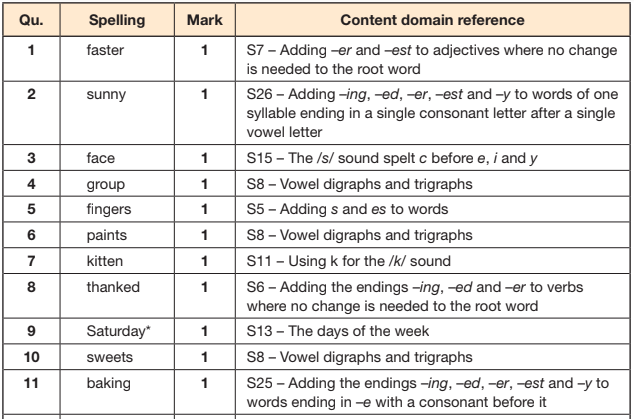 Qu. Spelling Mark Content domain reference
1 faster 1 S7 – Adding –er and –est to adjectives where no change
is needed to the root word
2 sunny 1 S26 – Adding –ing, –ed, –er, –est and –y to words of one
syllable ending in a single consonant letter after a single
vowel letter
3 face 1 S15 – The /s/ sound spelt c before e, i and y
4 group 1 S8 – Vowel digraphs and trigraphs
5 fingers 1 S5 – Adding s and es to words
6 paints 1 S8 – Vowel digraphs and trigraphs
7 kitten 1 S11 – Using k for the /k/ sound
8 thanked 1 S6 – Adding the endings –ing, –ed and –er to verbs
where no change is needed to the root word
9 Saturday* 1 S13 – The days of the week
10 sweets 1 S8 – Vowel digraphs and trigraphs
11 baking 1 S25 – Adding the endings –ing, –ed, –er, –est and –y to
words ending in –e with a consonant before it